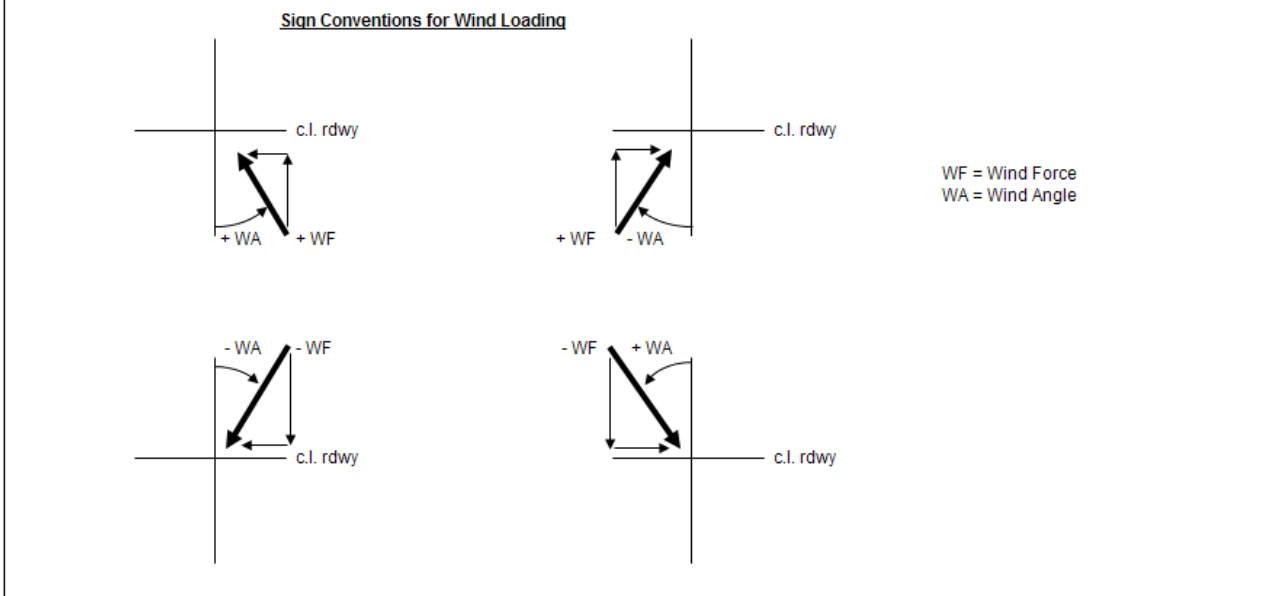 Sign Conventions for Wind Loading
c.l. rdwy
c.l. rdwy
WF = Wind Force
WA = Wind Angle
+ WA
+ WF
+ WF
- WA
- WA
- WF
- WF
+ WA
c.l. rdwy
c.l. rdwy